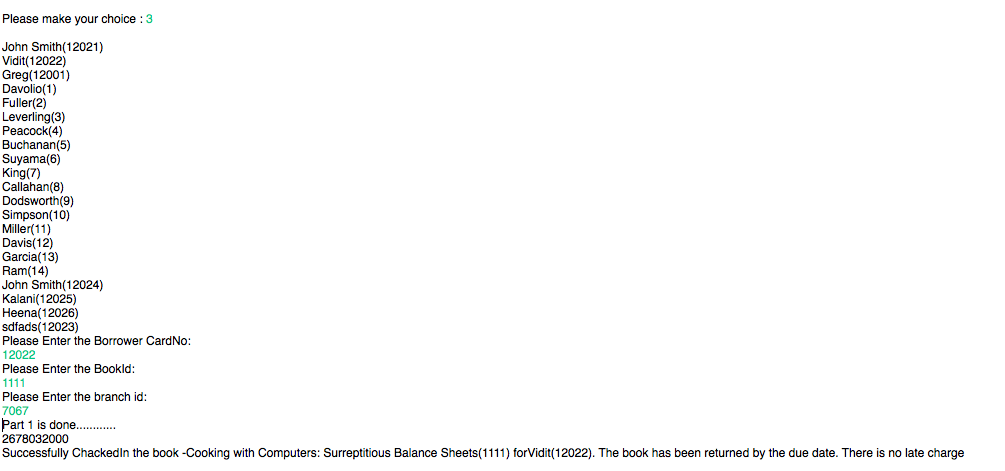 Please make your choice : 3
John Smith(12021)
Vidit(12022)
Greg(12001)
Davolio(1)
Fuller(2)
Leverling(3)
Peacock(4)
Buchanan(5)
Suyama(6)
King(7)
Callahan(8)
Dodsworth(9)
Simpson(10)
Miller(11)
Davis(12)
Garcia(13)
Ram(14)
John Smith(12024)
Kalani(12025)
Heena(12026)
sdfads(12023)
Please Enter the Borrower CardNo:
12022
Please Enter the BookId:
1111
Please Enter the branch id:
7067
Part 1 is done............
2678032000
Successfully ChackedIn the book -Cooking with Computers: Surreptitious Balance Sheets(1111) forVidit(12022). The book has been returned by the due date. There is no late charge